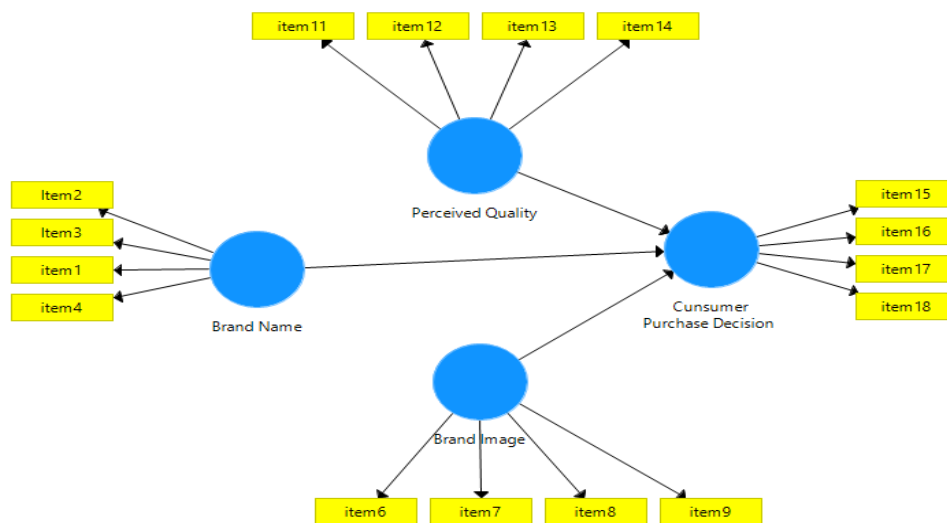 item11
item12
item13
item14
Perceived Quality
Item2
Item3
item1
item4
Brand Name
item15
item16
item17
item18
Cunsumer
Purchase Decision
Brand Image
item6
item7
item8
item9